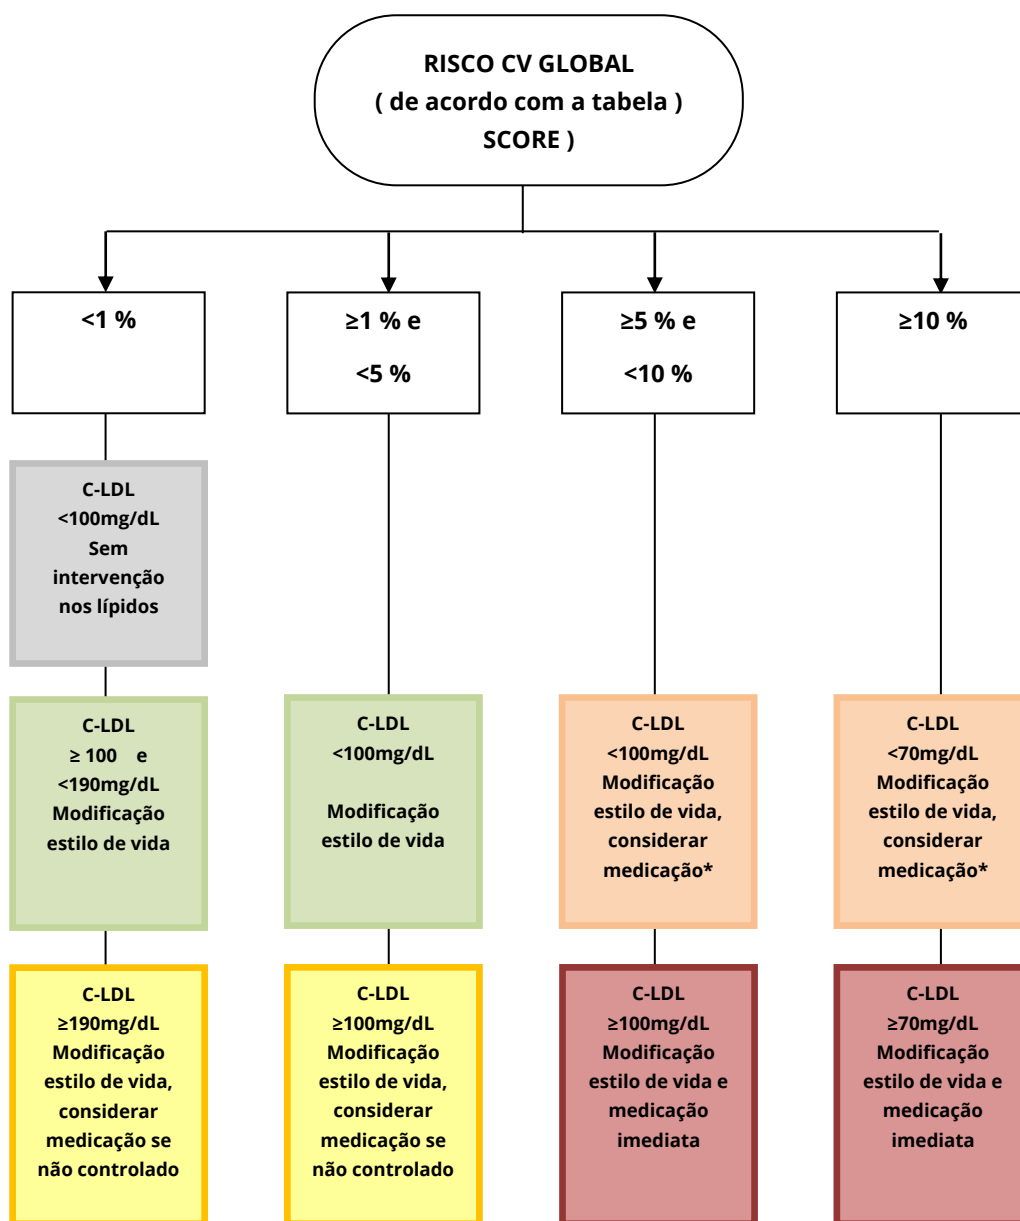 RISCO CV GLOBAL
( de acordo com a tabela )
SCORE )
<1 %
≥1 % e
<5 %
≥5 % e
<10 %
≥10 %
C-LDL
<100mg/dL
Sem
intervenção
nos lípidos
C-LDL
≥ 100 e
<190mg/dL
Modificação
estilo de vida
C-LDL
<100mg/dL
Modificação
estilo de vida
C-LDL
<100mg/dL
Modificação
estilo de vida,
considerar
medicação*
C-LDL
<70mg/dL
Modificação
estilo de vida,
considerar
medicação*
C-LDL
≥190mg/dL
Modificação
estilo de vida,
considerar
medicação se
não controlado
C-LDL
≥100mg/dL
Modificação
estilo de vida,
considerar
medicação se
não controlado
C-LDL
≥100mg/dL
Modificação
estilo de vida e
medicação
imediata
C-LDL
≥70mg/dL
Modificação
estilo de vida e
medicação
imediata